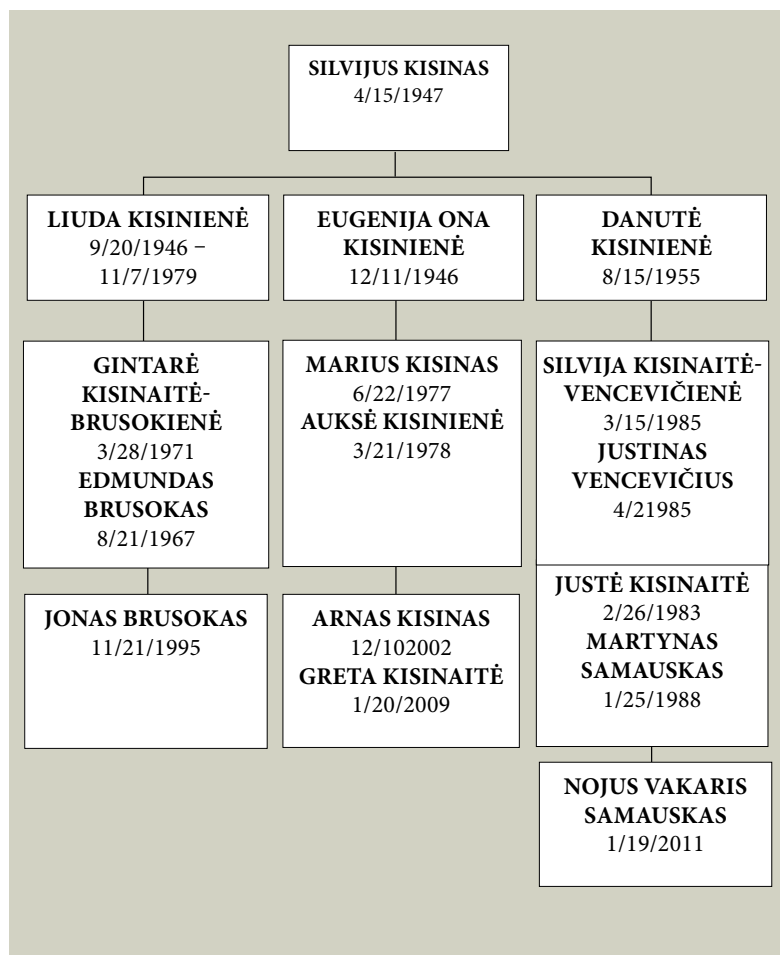 SILVIJUS KISINAS
4/15/1947
LIUDA KISINIENĖ
9/20/1946 –
11/7/1979
EUGENIJA ONA
KISINIENĖ
12/11/1946
DANUTĖ
KISINIENĖ
8/15/1955
GINTARĖ
KISINAITĖ-
BRUSOKIENĖ
3/28/1971
EDMUNDAS
BRUSOKAS
8/21/1967
MARIUS KISINAS
6/22/1977
AUKSĖ KISINIENĖ
3/21/1978
SILVIJA KISINAITĖ-
VENCEVIČIENĖ
3/15/1985
JUSTINAS
VENCEVIČIUS
4/21985
JONAS BRUSOKAS
11/21/1995
ARNAS KISINAS
12/102002
GRETA KISINAITĖ
1/20/2009
JUSTĖ KISINAITĖ
2/26/1983
MARTYNAS
SAMAUSKAS
1/25/1988
NOJUS VAKARIS
SAMAUSKAS
1/19/2011